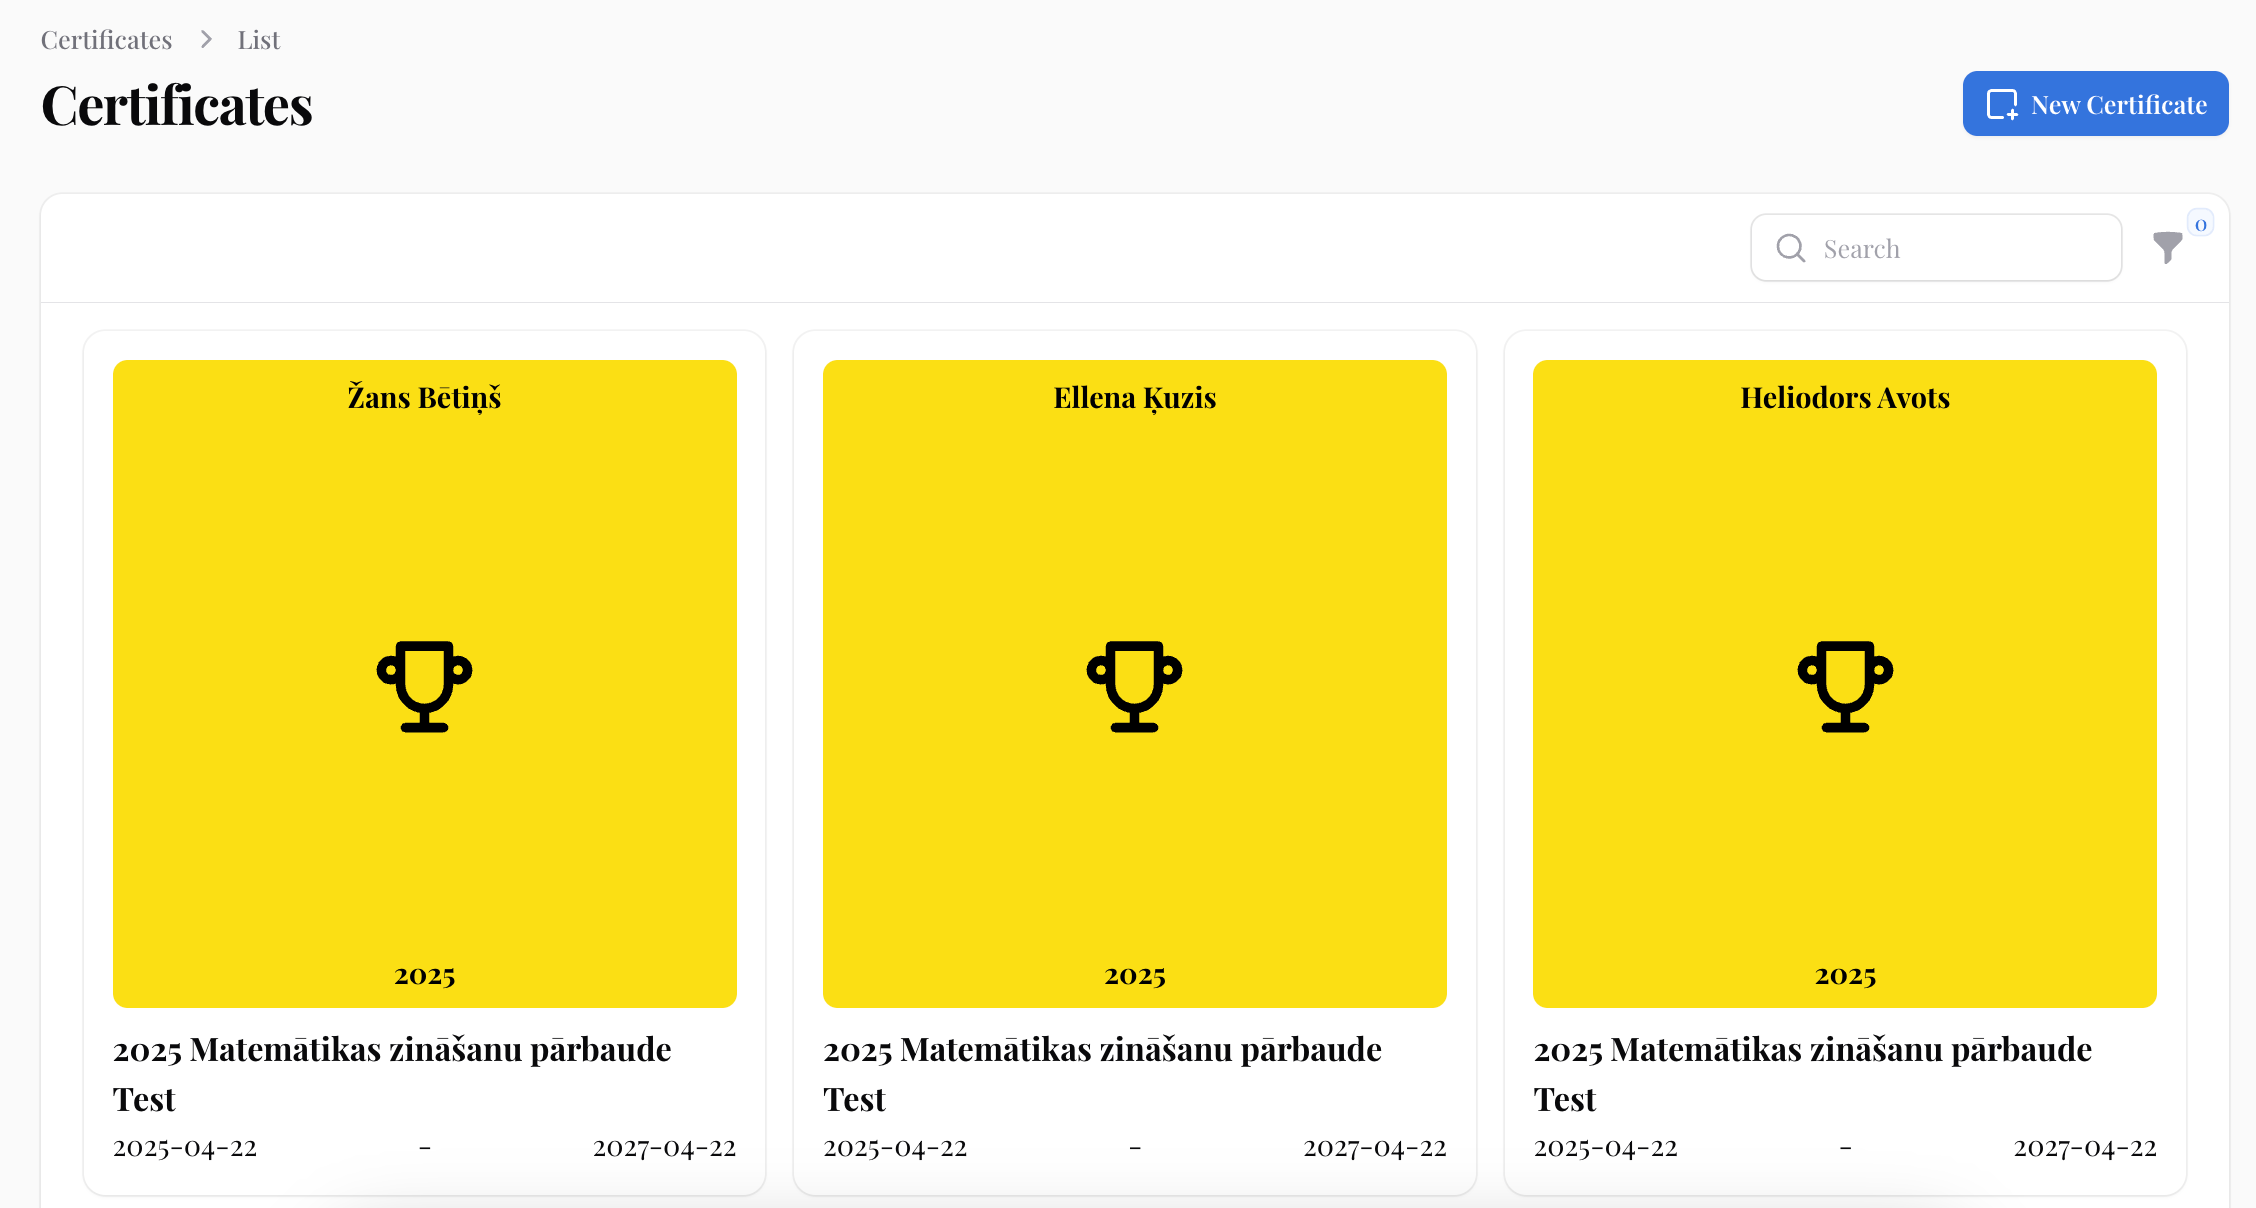 Certificates > List
Certificates
New Certificate
Search
0
Žans Bētiņš
2025
2025 Matemātikas zināšanu pārbaude
Test
2025-04-22 - 2027-04-22
Ellena Ķuzis
2025
2025 Matemātikas zināšanu pārbaude
Test
2025-04-22 - 2027-04-22
Heliodors Avots
2025
2025 Matemātikas zināšanu pārbaude
Test
2025-04-22 - 2027-04-22